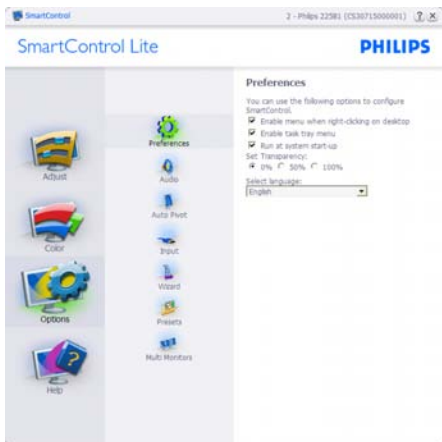 SmartControl
2 - Philips 225B1 (CS30715000001)
SmartControl Lite
PHILIPS
Adjust
Color
Options
Help
Preferences
Audio
Auto Pivot
Input
Wizard
Presets
Multi Monitors
Preferences
You can use the following options to configure
SmartControl.
Enable menu when right-clicking on desktop
Enable task tray menu
Run at system start-up
Set Transparency:
0% 50% 100%
Select language:
English